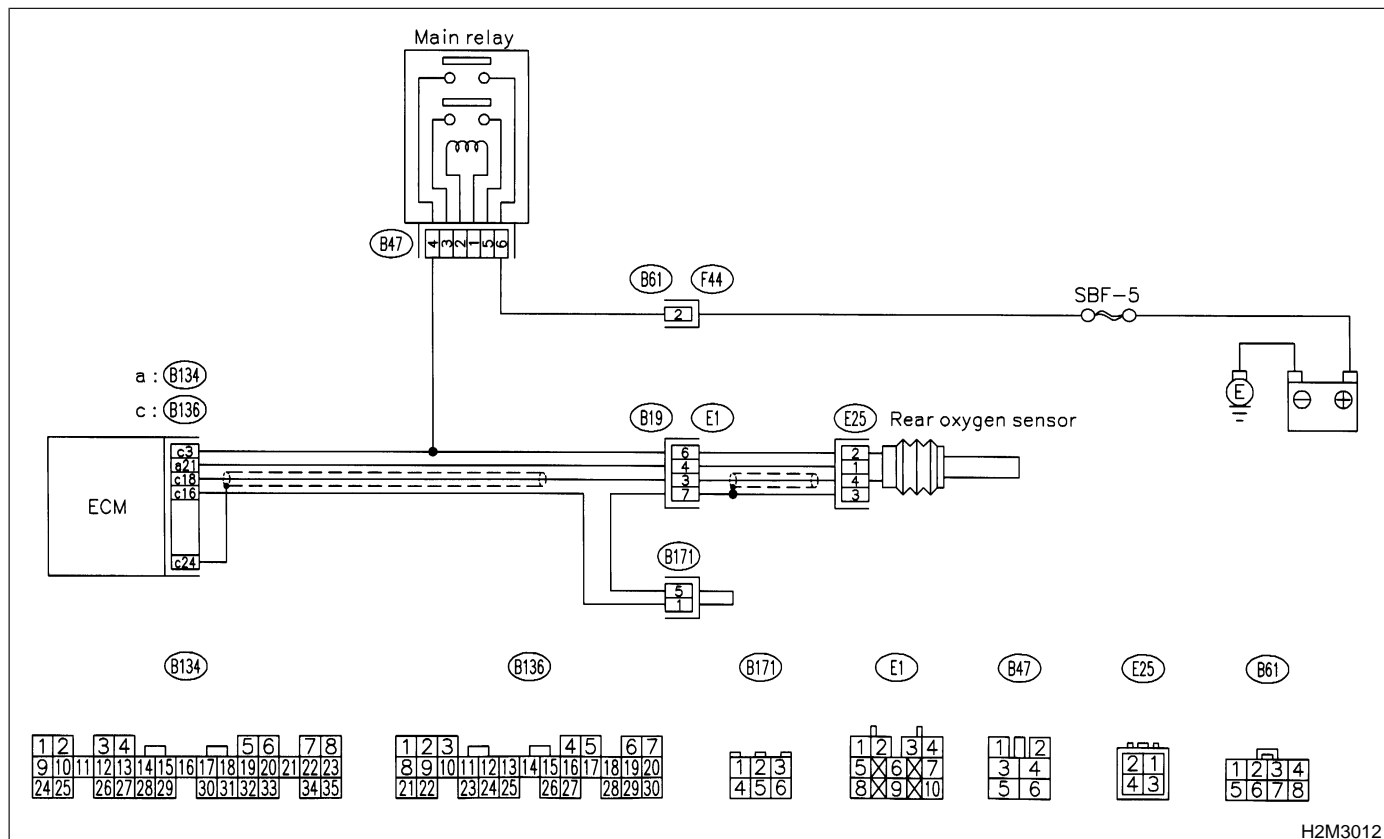 Main relay
B47
4 3 2 1 5 6
B61 F44
2
SBF-5
E
⊖ ⊕
a : B134
c : B136
B19 E1
E25 Rear oxygen sensor
c3
a21
c18
c16
c24
ECM
6
4
3
7
2
1
4
3
B171
5
1
B134
1 2 3 4 5 6 7 8
9 10 11 12 13 14 15 16 17 18 19 20 21 22 23
24 25 26 27 28 29 30 31 32 33 34 35
B136
1 2 3 4 5 6 7
8 9 10 11 12 13 14 15 16 17 18 19 20
21 22 23 24 25 26 27 28 29 30
B171
1 2 3
4 5 6
E1
1 2 3 4
5 6 7
8 9 10
B47
1 2
3 4
5 6
E25
2 1
4 3
B61
1 2 3 4
5 6 7 8
H2M3012